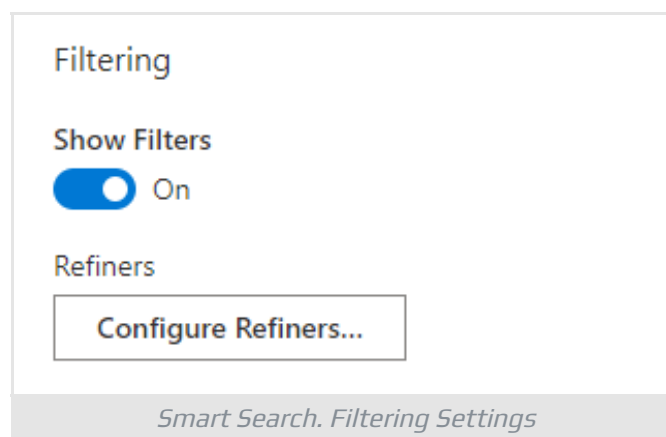 Filtering
Show Filters
On
Refiners
Configure Refiners...
Smart Search. Filtering Settings